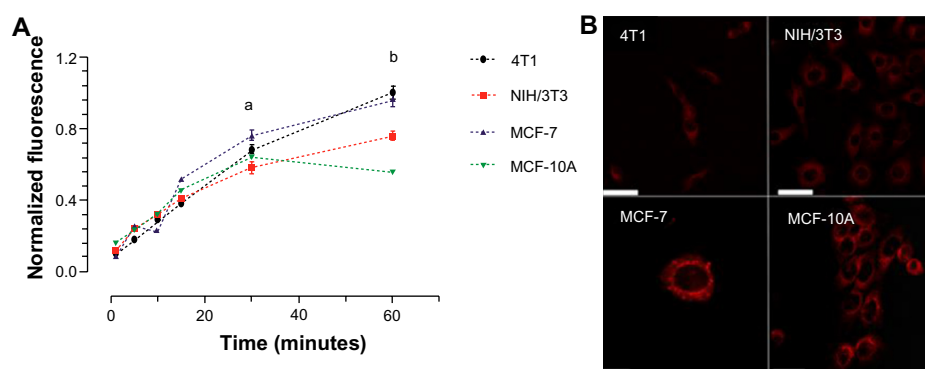 A
Normalized fluorescence
1.2
0.8
0.4
0.0
0
20
40
60
Time (minutes)
a
b
4T1
NIH/3T3
MCF-7
MCF-10A
B
4T1
NIH/3T3
MCF-7
MCF-10A